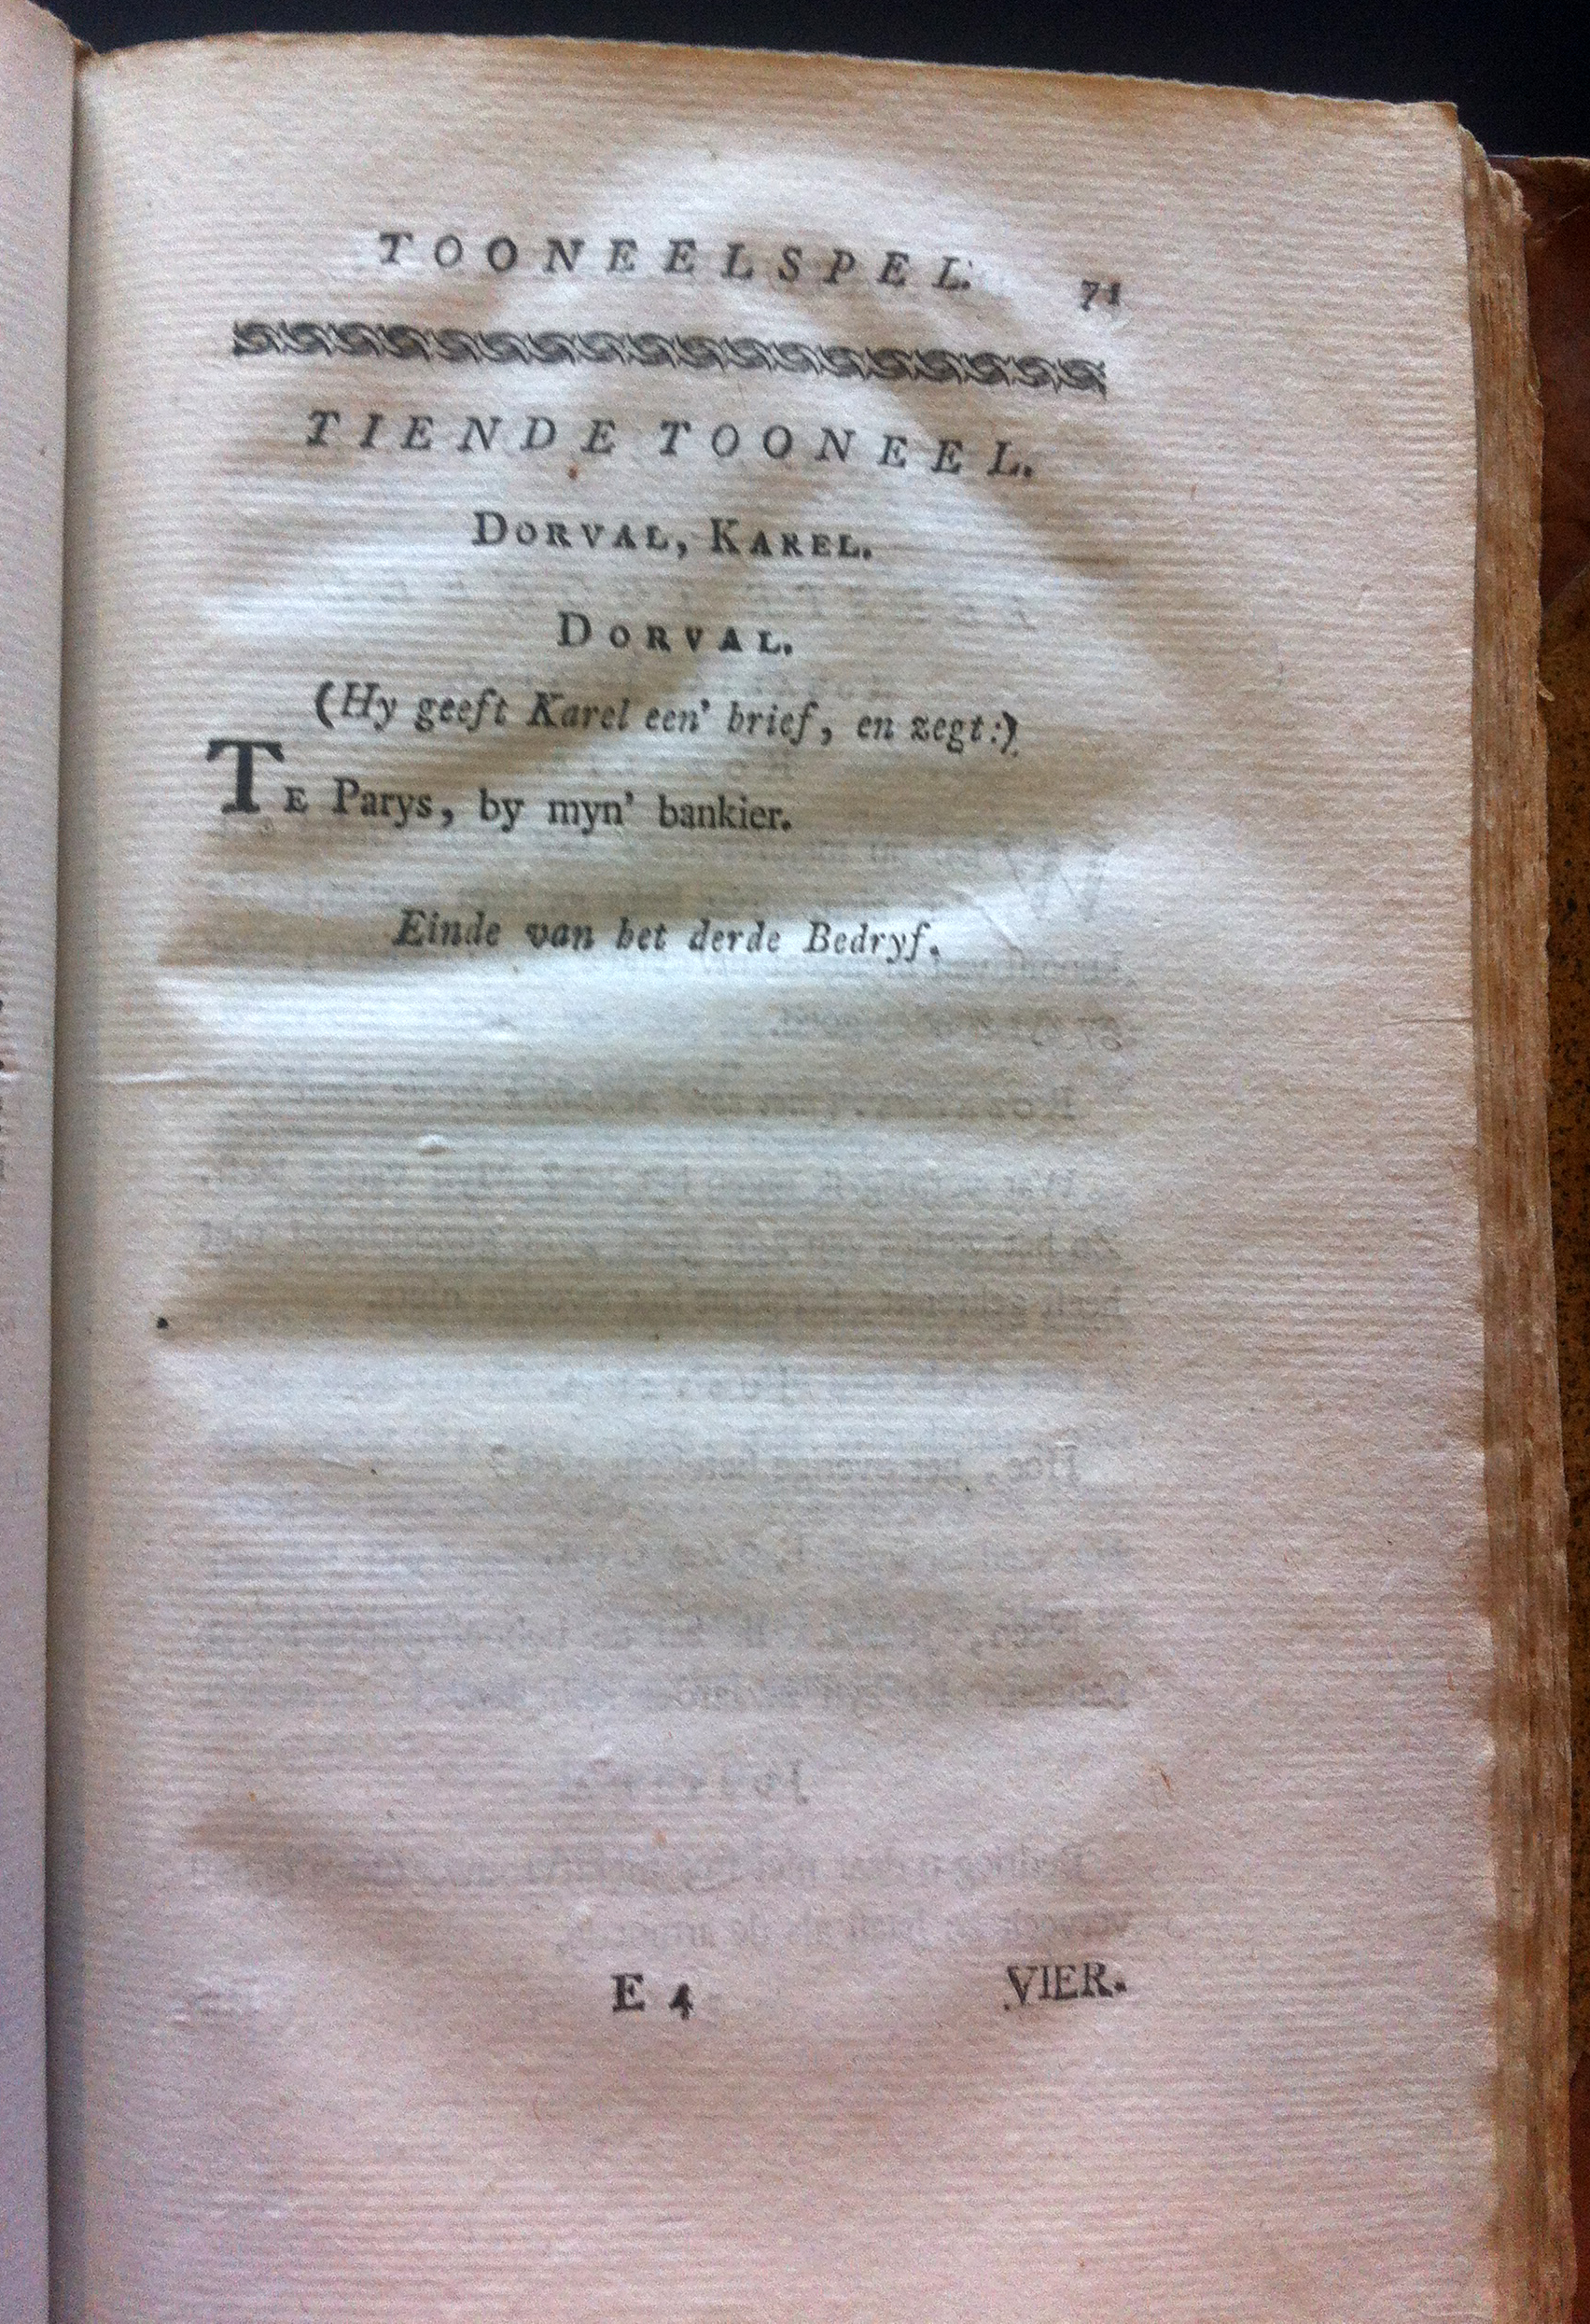 TOONEELSPEL. 71
TIENDE TOONEEL.
DORVAL, KAREL.
DORVAL.
(Hy geeft Karel een' brief, en zegt:)
TE Parys, by myn' bankier.
Einde van het derde Bedryf.
E 4 VIER-